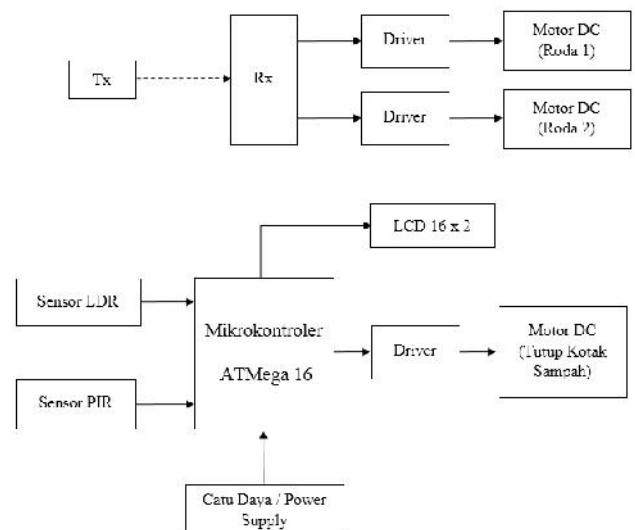 Driver
Motor DC
(Roda 1)
Tx
Rx
Driver
Motor DC
(Roda 2)
LCD 16 x 2
Sensor LDR
Mikrokontroler
ATMega 16
Driver
Motor DC
(Tutup Kotak
Sampah)
Sensor PIR
Catu Daya / Power
Supply